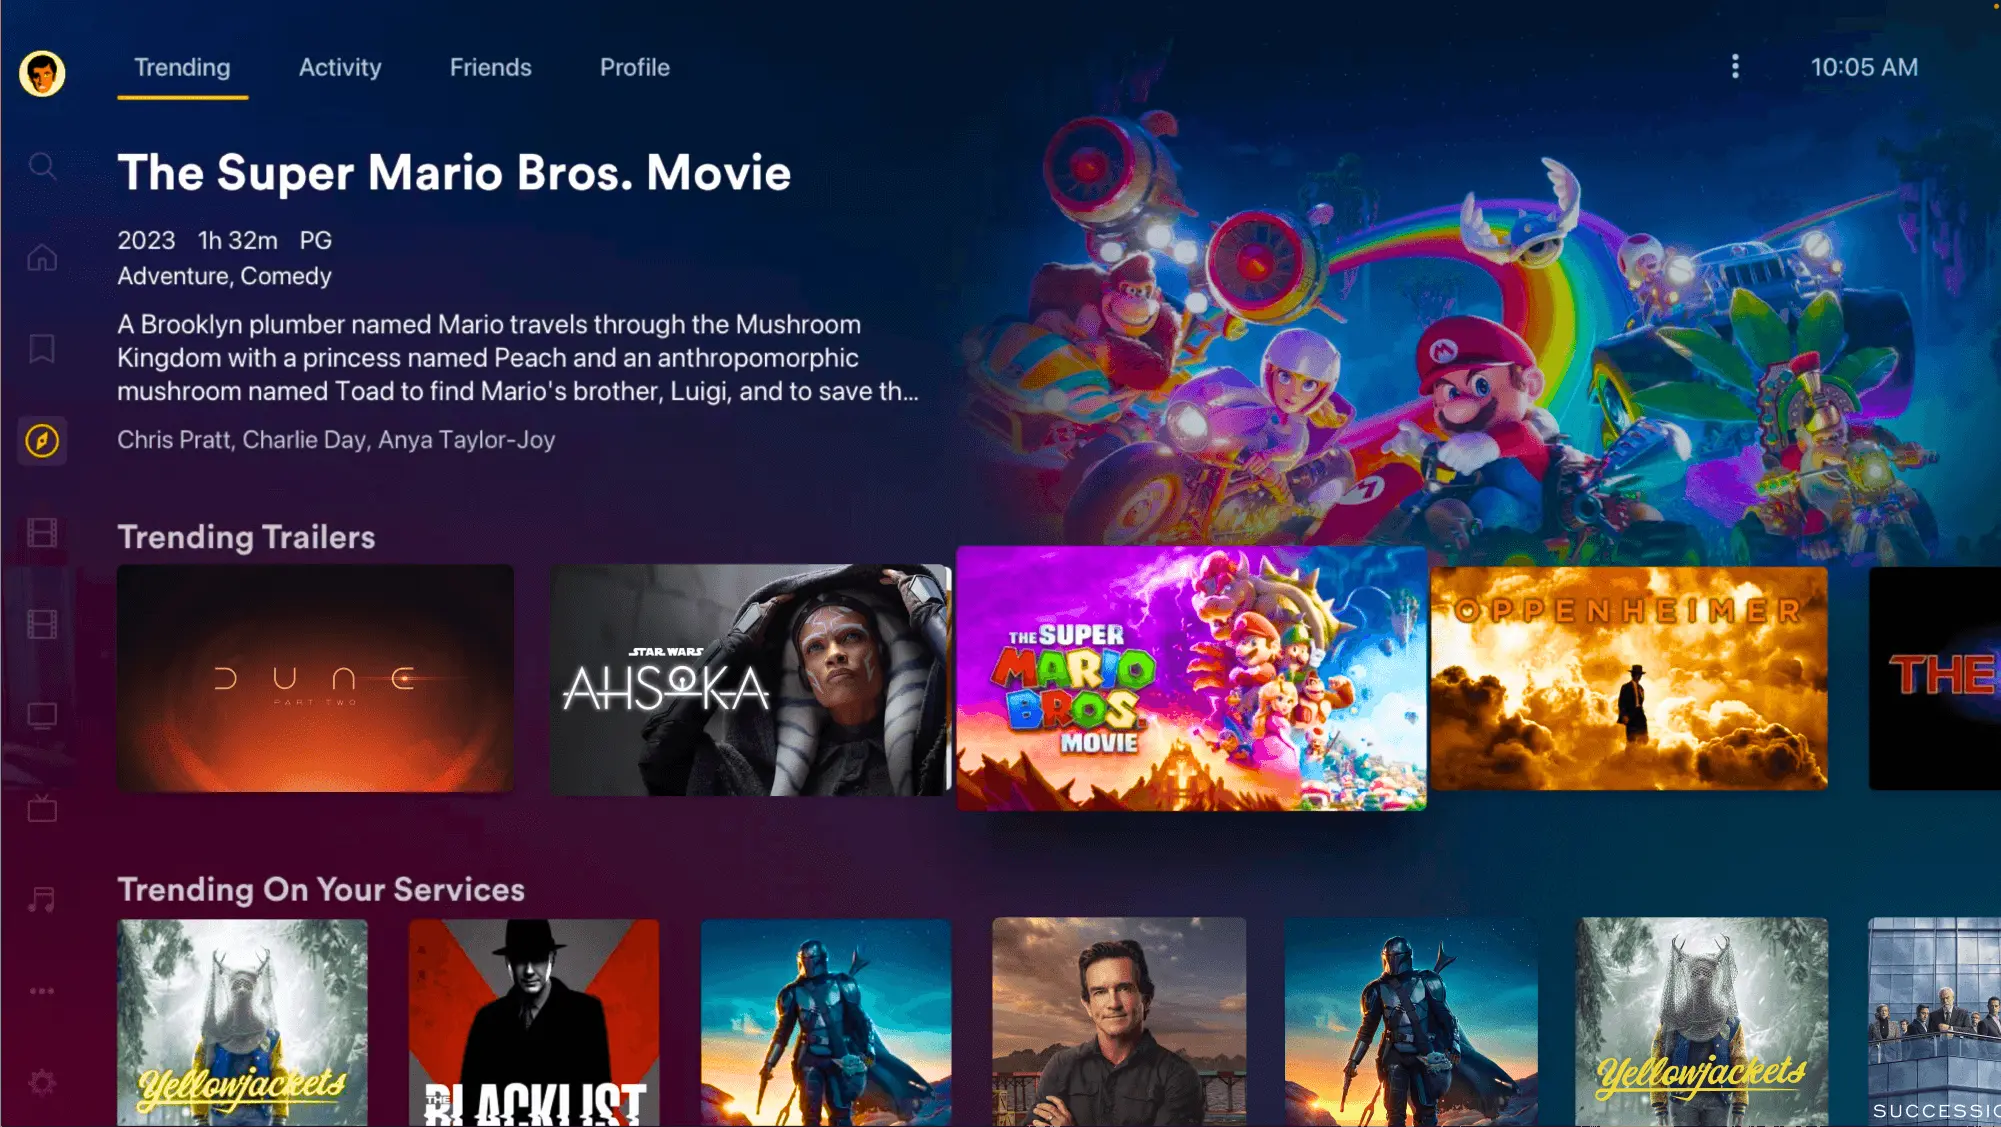 Trending Activity Friends Profile 10:05 AM
The Super Mario Bros. Movie
2023 1h 32m PG
Adventure, Comedy
A Brooklyn plumber named Mario travels through the Mushroom
Kingdom with a princess named Peach and an anthropomorphic
mushroom named Toad to find Mario's brother, Luigi, and to save th...
Chris Pratt, Charlie Day, Anya Taylor-Joy
Trending Trailers
DUNE
PART TWO
STAR WARS
AHSOKA
THE SUPER
MARIO
BROS.
MOVIE
OPPENHEIMER
THE
Trending On Your Services
Yellowjackets
THE
BLACKLIST
Yellowjackets
SUCCESSIO